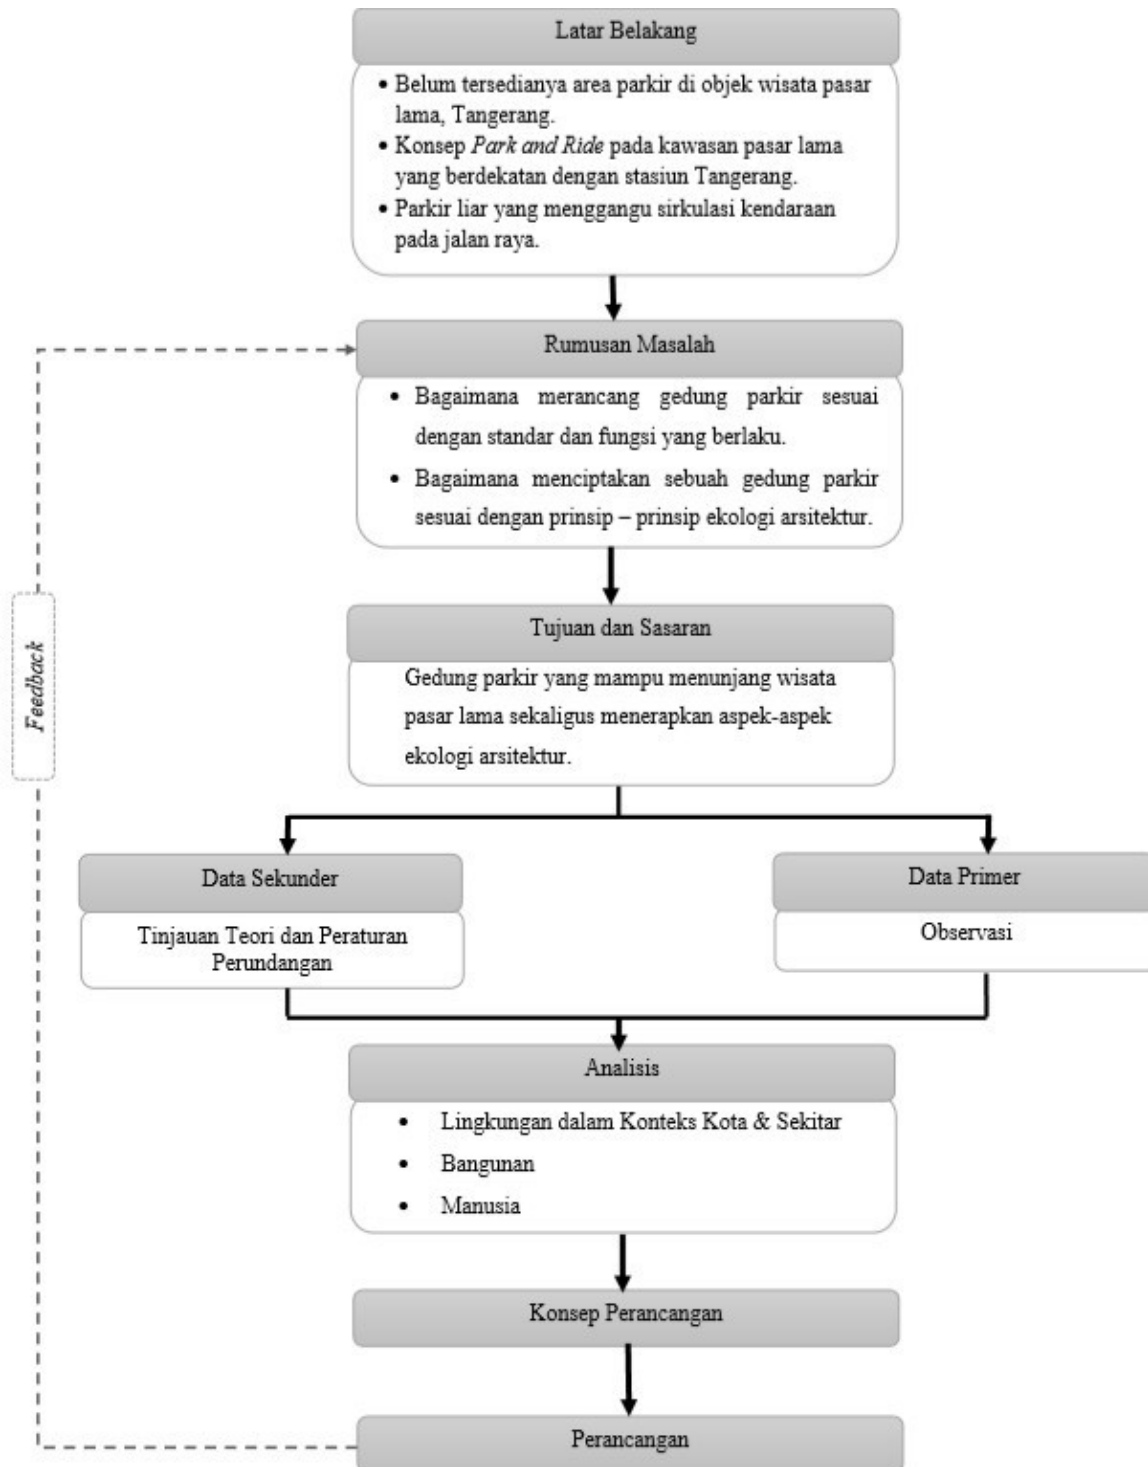 Latar Belakang
• Belum tersedianya area parkir di objek wisata pasar
lama, Tangerang.
• Konsep Park and Ride pada kawasan pasar lama
yang berdekatan dengan stasiun Tangerang.
• Parkir liar yang menggangu sirkulasi kendaraan
pada jalan raya.
Rumusan Masalah
• Bagaimana merancang gedung parkir sesuai
dengan standar dan fungsi yang berlaku.
• Bagaimana menciptakan sebuah gedung parkir
sesuai dengan prinsip – prinsip ekologi arsitektur.
Feedback
Tujuan dan Sasaran
Gedung parkir yang mampu menunjang wisata
pasar lama sekaligus menerapkan aspek-aspek
ekologi arsitektur.
Data Sekunder
Tinjauan Teori dan Peraturan
Perundangan
Data Primer
Observasi
Analisis
• Lingkungan dalam Konteks Kota & Sekitar
• Bangunan
• Manusia
Konsep Perancangan
Perancangan